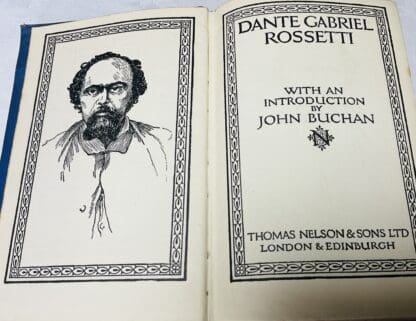 DANTE GABRIEL
ROSSETTI
WITH AN
INTRODUCTION
BY
JOHN BUCHAN
N
THOMAS NELSON & SONS LTD
LONDON & EDINBURGH